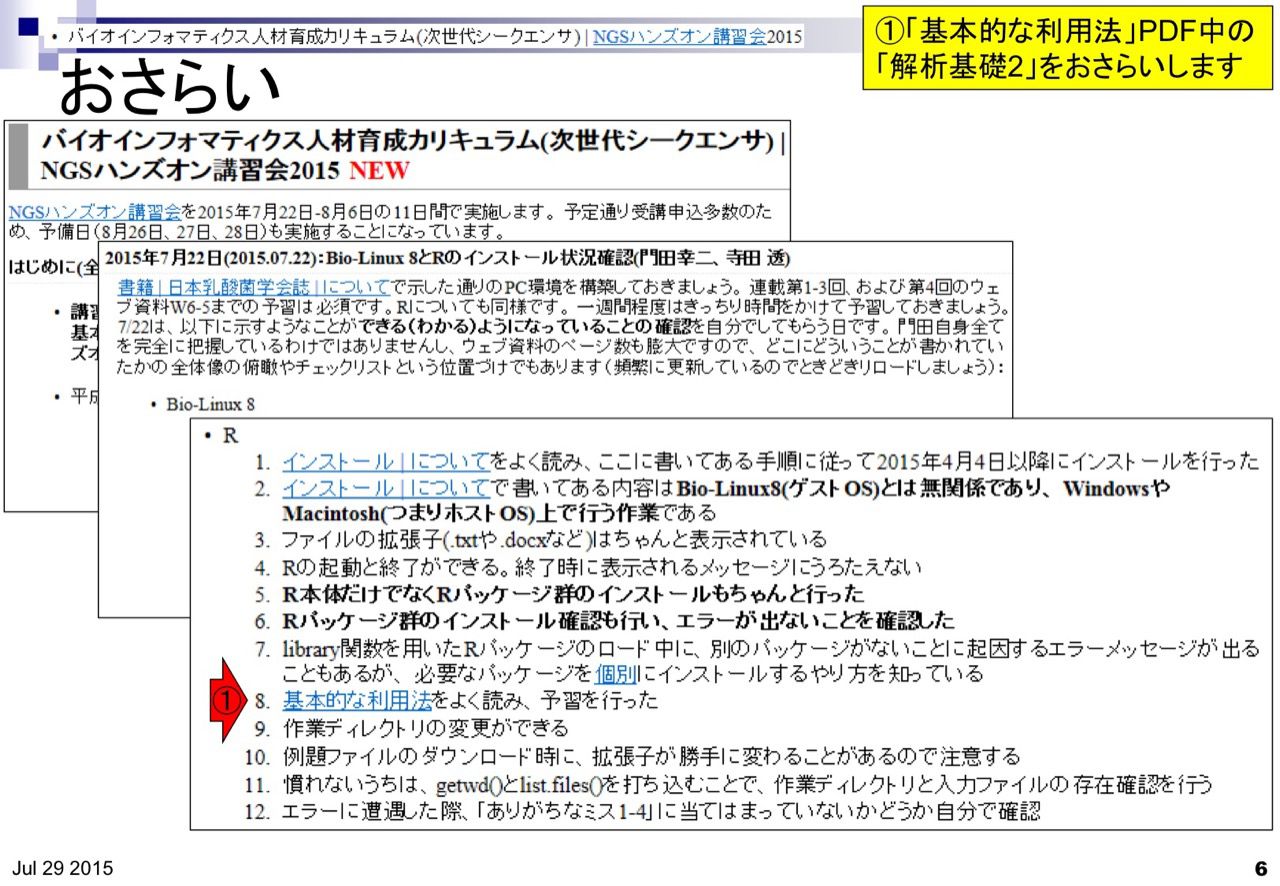 • バイオインフォマティクス人材育成カリキュラム(次世代シークエンサ) | NGSハンズオン講習会2015
①「基本的な利用法」PDF中の
「解析基礎2」をおさらいします
おさらい
バイオインフォマティクス人材育成カリキュラム(次世代シークエンサ) |
NGSハンズオン講習会2015 NEW
NGSハンズオン講習会を2015年7月22日-8月6日の11日間で実施します。予定通り受講申込多数のた
め、予備日(8月26日、27日、28日)も実施することになっています。
はじめに(全
• 講習
基本
ズオ
• 平成
2015年7月22日(2015.07.22):Bio-Linux 8とRのインストール状況確認(門田幸二、寺田 透)
書籍 | 日本乳酸菌学会誌 | についてで示した通りのPC環境を構築しておきましょう。連載第1-3回、および第4回のウェ
ブ資料W6-5までの予習は必須です。Rについても同様です。一週間程度はきっちり時間をかけて予習しておきましょう。
7/22は、以下に示すようなことができる(わかる)ようになっていることの確認を自分でしてもらう日です。門田自身全て
を完全に把握しているわけではありませんし、ウェブ資料のページ数も膨大ですので、どこにどういうことが書かれてい
たかの全体像の俯瞰やチェックリストという位置づけでもあります(頻繁に更新しているのでときどきリロードしましょう):
• Bio-Linux 8
• R
1. インストール | についてをよく読み、ここに書いてある手順に従って2015年4月4日以降にインストールを行った
2. インストール | についてで書いてある内容はBio-Linux8(ゲストOS)とは無関係であり、Windowsや
Macintosh(つまりホストOS)上で行う作業である
3. ファイルの拡張子(.txtや.docxなど)はちゃんと表示されている
4. Rの起動と終了ができる。終了時に表示されるメッセージにうろたえない
5. R本体だけでなくRパッケージ群のインストールもちゃんと行った
6. Rパッケージ群のインストール確認も行い、エラーが出ないことを確認した
7. library関数を用いたRパッケージのロード中に、別のパッケージがないことに起因するエラーメッセージが出る
こともあるが、必要なパッケージを個別にインストールするやり方を知っている
① 8. 基本的な利用法をよく読み、予習を行った
9. 作業ディレクトリの変更ができる
10. 例題ファイルのダウンロード時に、拡張子が勝手に変わることがあるので注意する
11. 慣れないうちは、getwd()とlist.files()を打ち込むことで、作業ディレクトリと入力ファイルの存在確認を行う
12. エラーに遭遇した際、「ありがちなミス1-4」に当てはまっていないかどうか自分で確認
Jul 29 2015
6